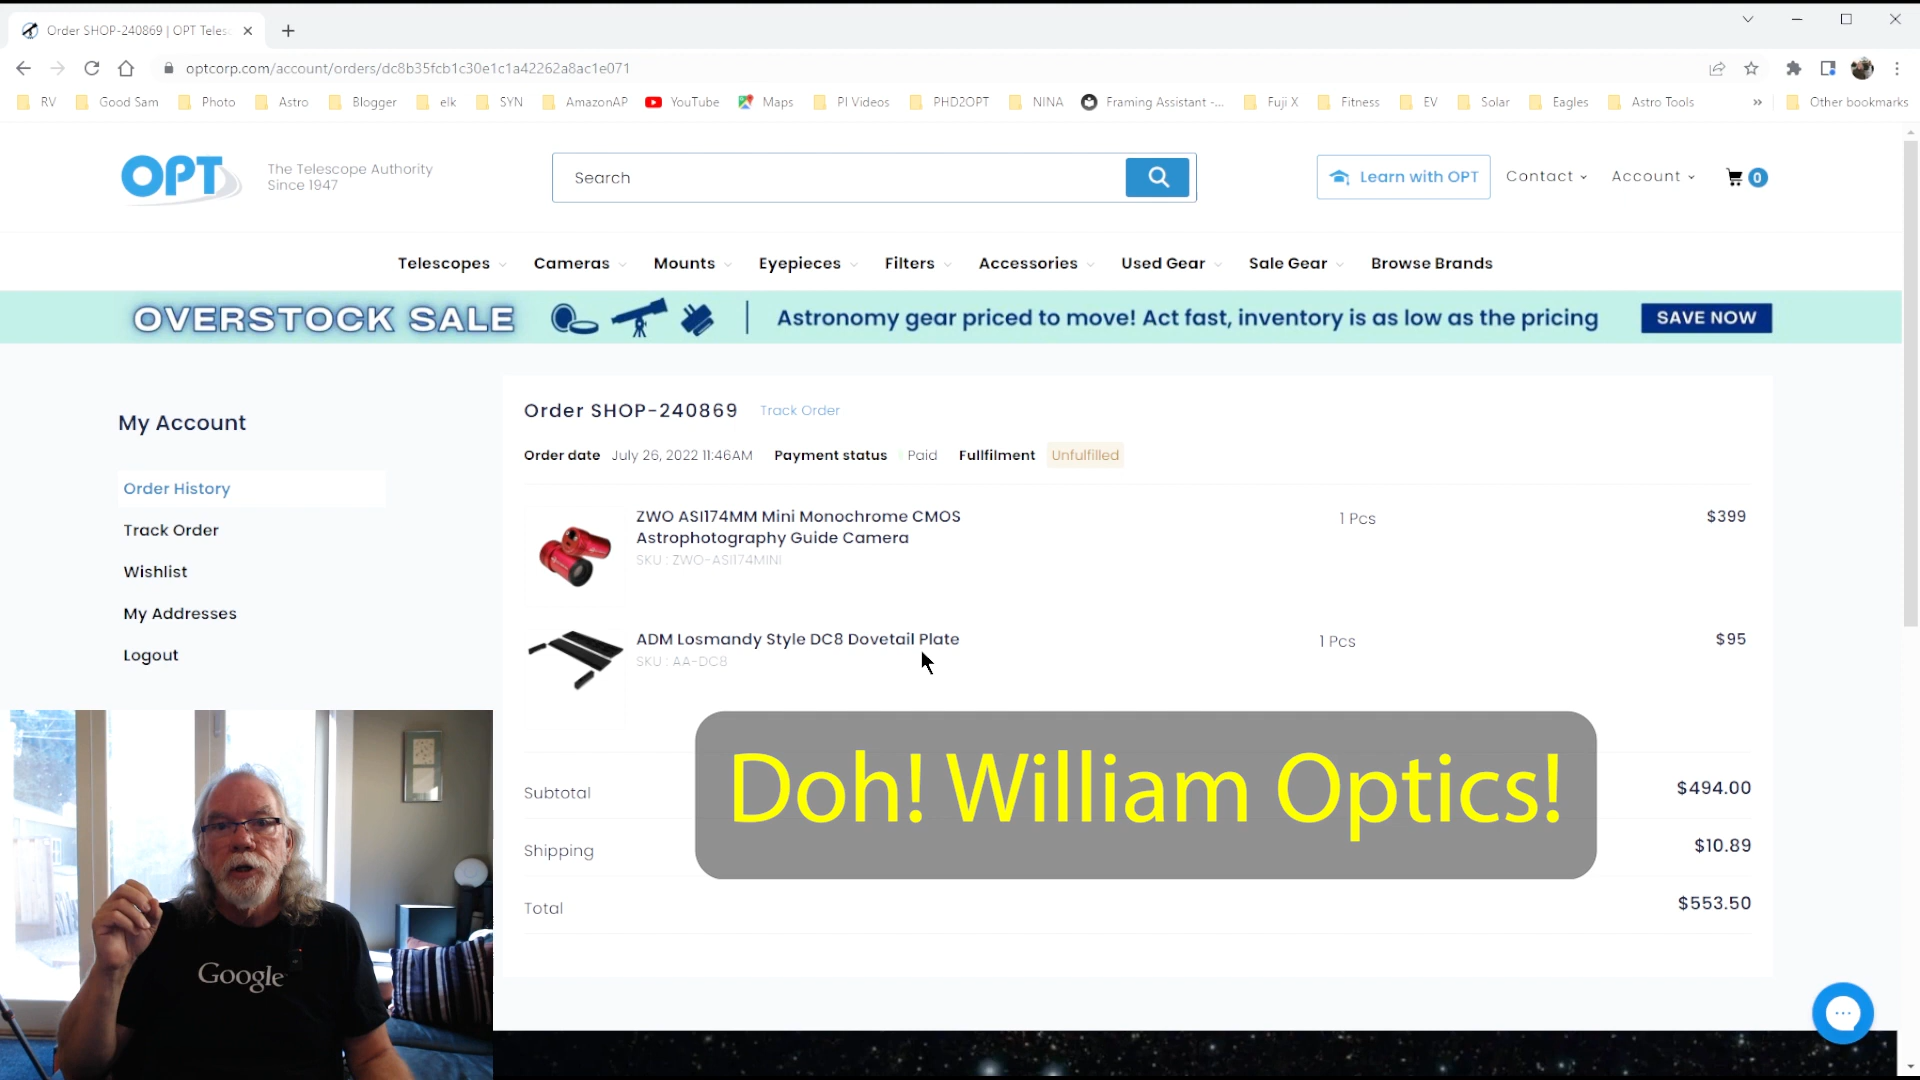 Order SHOP-240869 | OPT Teles
optcorp.com/account/orders/dc8b35fcb1c30e1c1a42262a8ac1e071
RV Good Sam Photo Astro Blogger elk SYN AmazonAP YouTube Maps PI Videos PHD2OPT NINA Framing Assistant -... Fuji X Fitness EV Solar Eagles Astro Tools » Other bookmarks
OPT
The Telescope Authority
Since 1947
Search
Learn with OPT
Contact
Account
0
Telescopes Cameras Mounts Eyepieces Filters Accessories Used Gear Sale Gear Browse Brands
OVERSTOCK SALE | Astronomy gear priced to move! Act fast, inventory is as low as the pricing SAVE NOW
My Account
Order History
Track Order
Wishlist
My Addresses
Logout
Order SHOP-240869 Track Order
Order date July 26, 2022 11:46AM Payment status Paid Fullfilment Unfulfilled
ZWO ASI174MM Mini Monochrome CMOS
Astrophotography Guide Camera
SKU : ZWO-ASI174MINI
1 Pcs
$399
ADM Losmandy Style DC8 Dovetail Plate
SKU : AA-DC8
1 Pcs
$95
Doh! William Optics!
Subtotal $494.00
Shipping $10.89
Total $553.50
Google